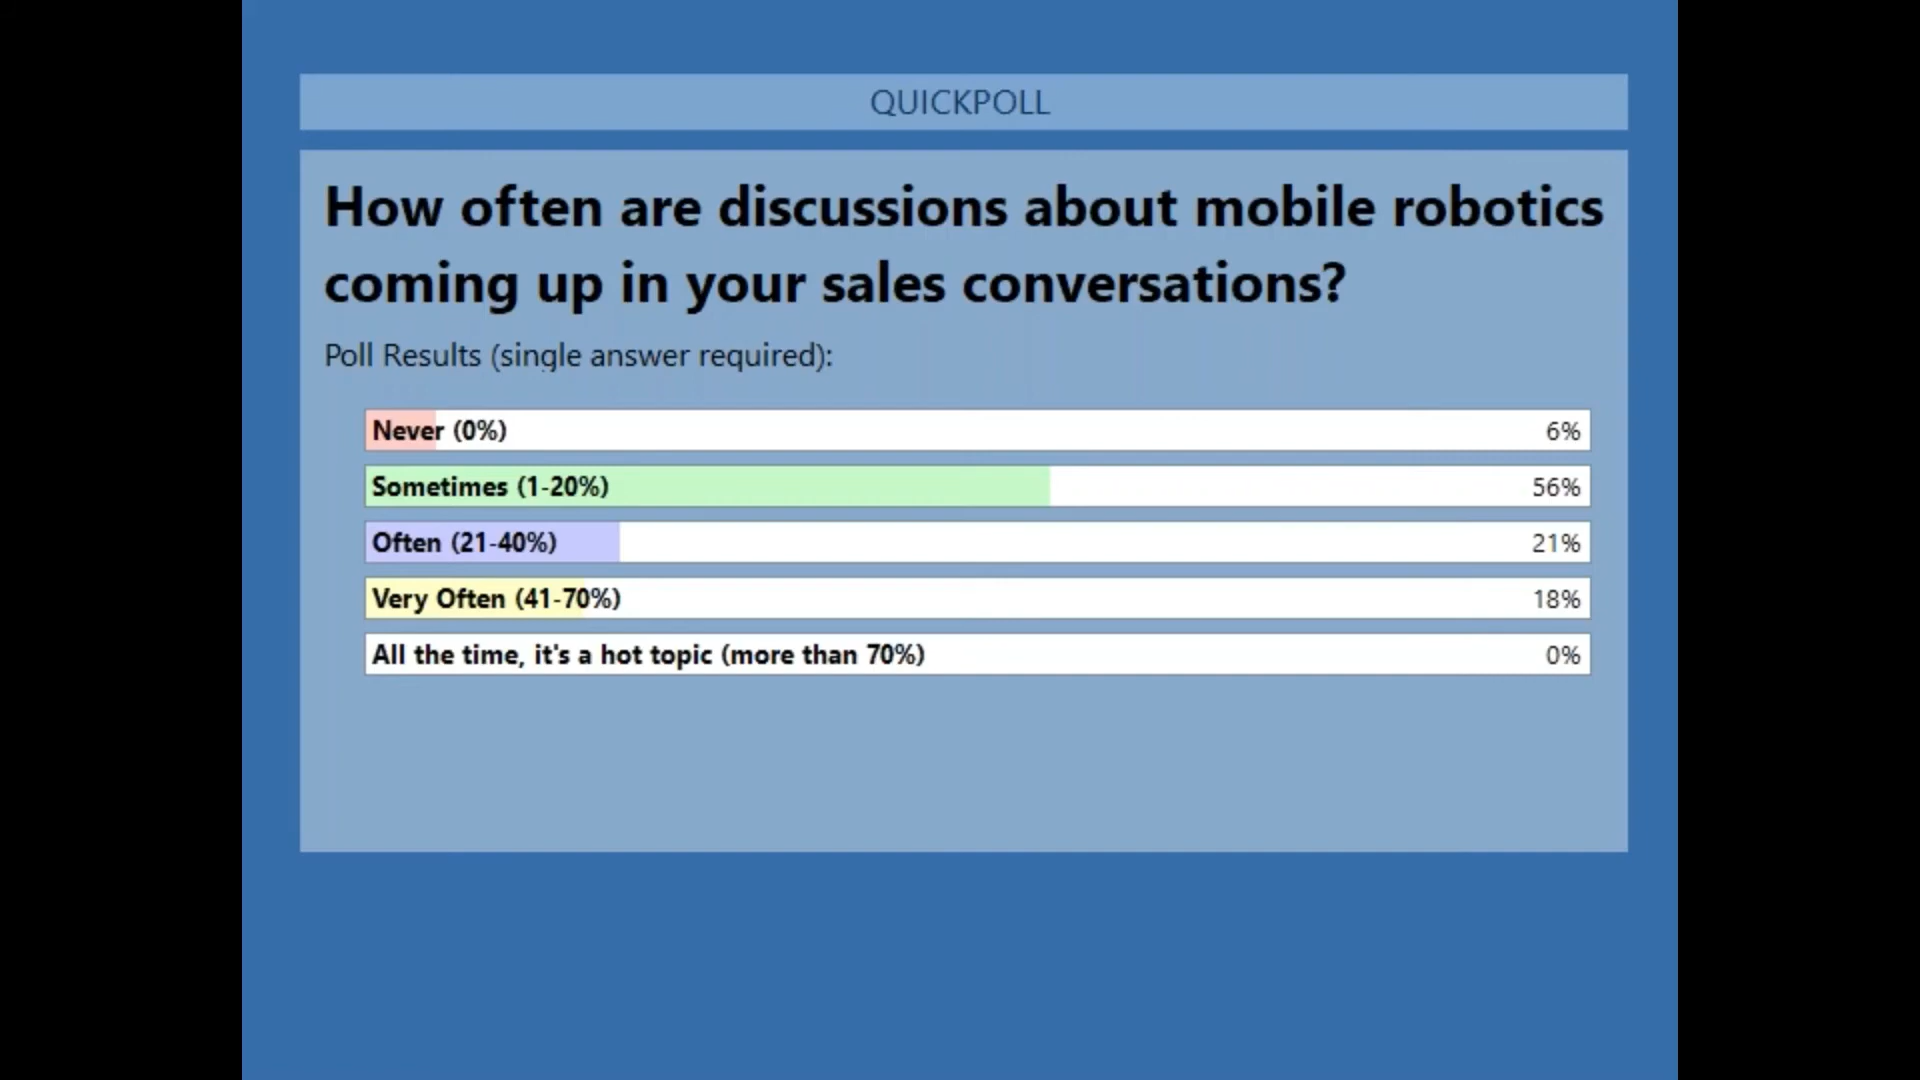 QUICKPOLL
How often are discussions about mobile robotics
coming up in your sales conversations?
Poll Results (single answer required):
Never (0%) 6%
Sometimes (1-20%) 56%
Often (21-40%) 21%
Very Often (41-70%) 18%
All the time, it's a hot topic (more than 70%) 0%